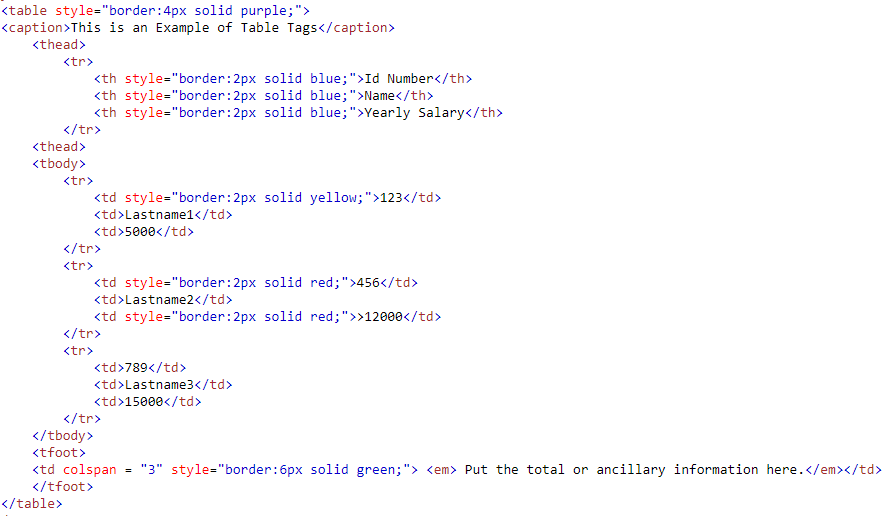 <table style="border:4px solid purple;">
<caption>This is an Example of Table Tags</caption>
    <thead>
        <tr>
            <th style="border:2px solid blue;">Id Number</th>
            <th style="border:2px solid blue;">Name</th>
            <th style="border:2px solid blue;">Yearly Salary</th>
        </tr>
    <thead>
    <tbody>
        <tr>
            <td style="border:2px solid yellow;">123</td>
            <td>Lastname1</td>
            <td>5000</td>
        </tr>
        <tr>
            <td style="border:2px solid red;">456</td>
            <td>Lastname2</td>
            <td style="border:2px solid red;">>12000</td>
        </tr>
        <tr>
            <td>789</td>
            <td>Lastname3</td>
            <td>15000</td>
        </tr>
    </tbody>
    <tfoot>
    <td colspan = "3" style="border:6px solid green;"> <em> Put the total or ancillary information here.</em></td>
    </tfoot>
</table>